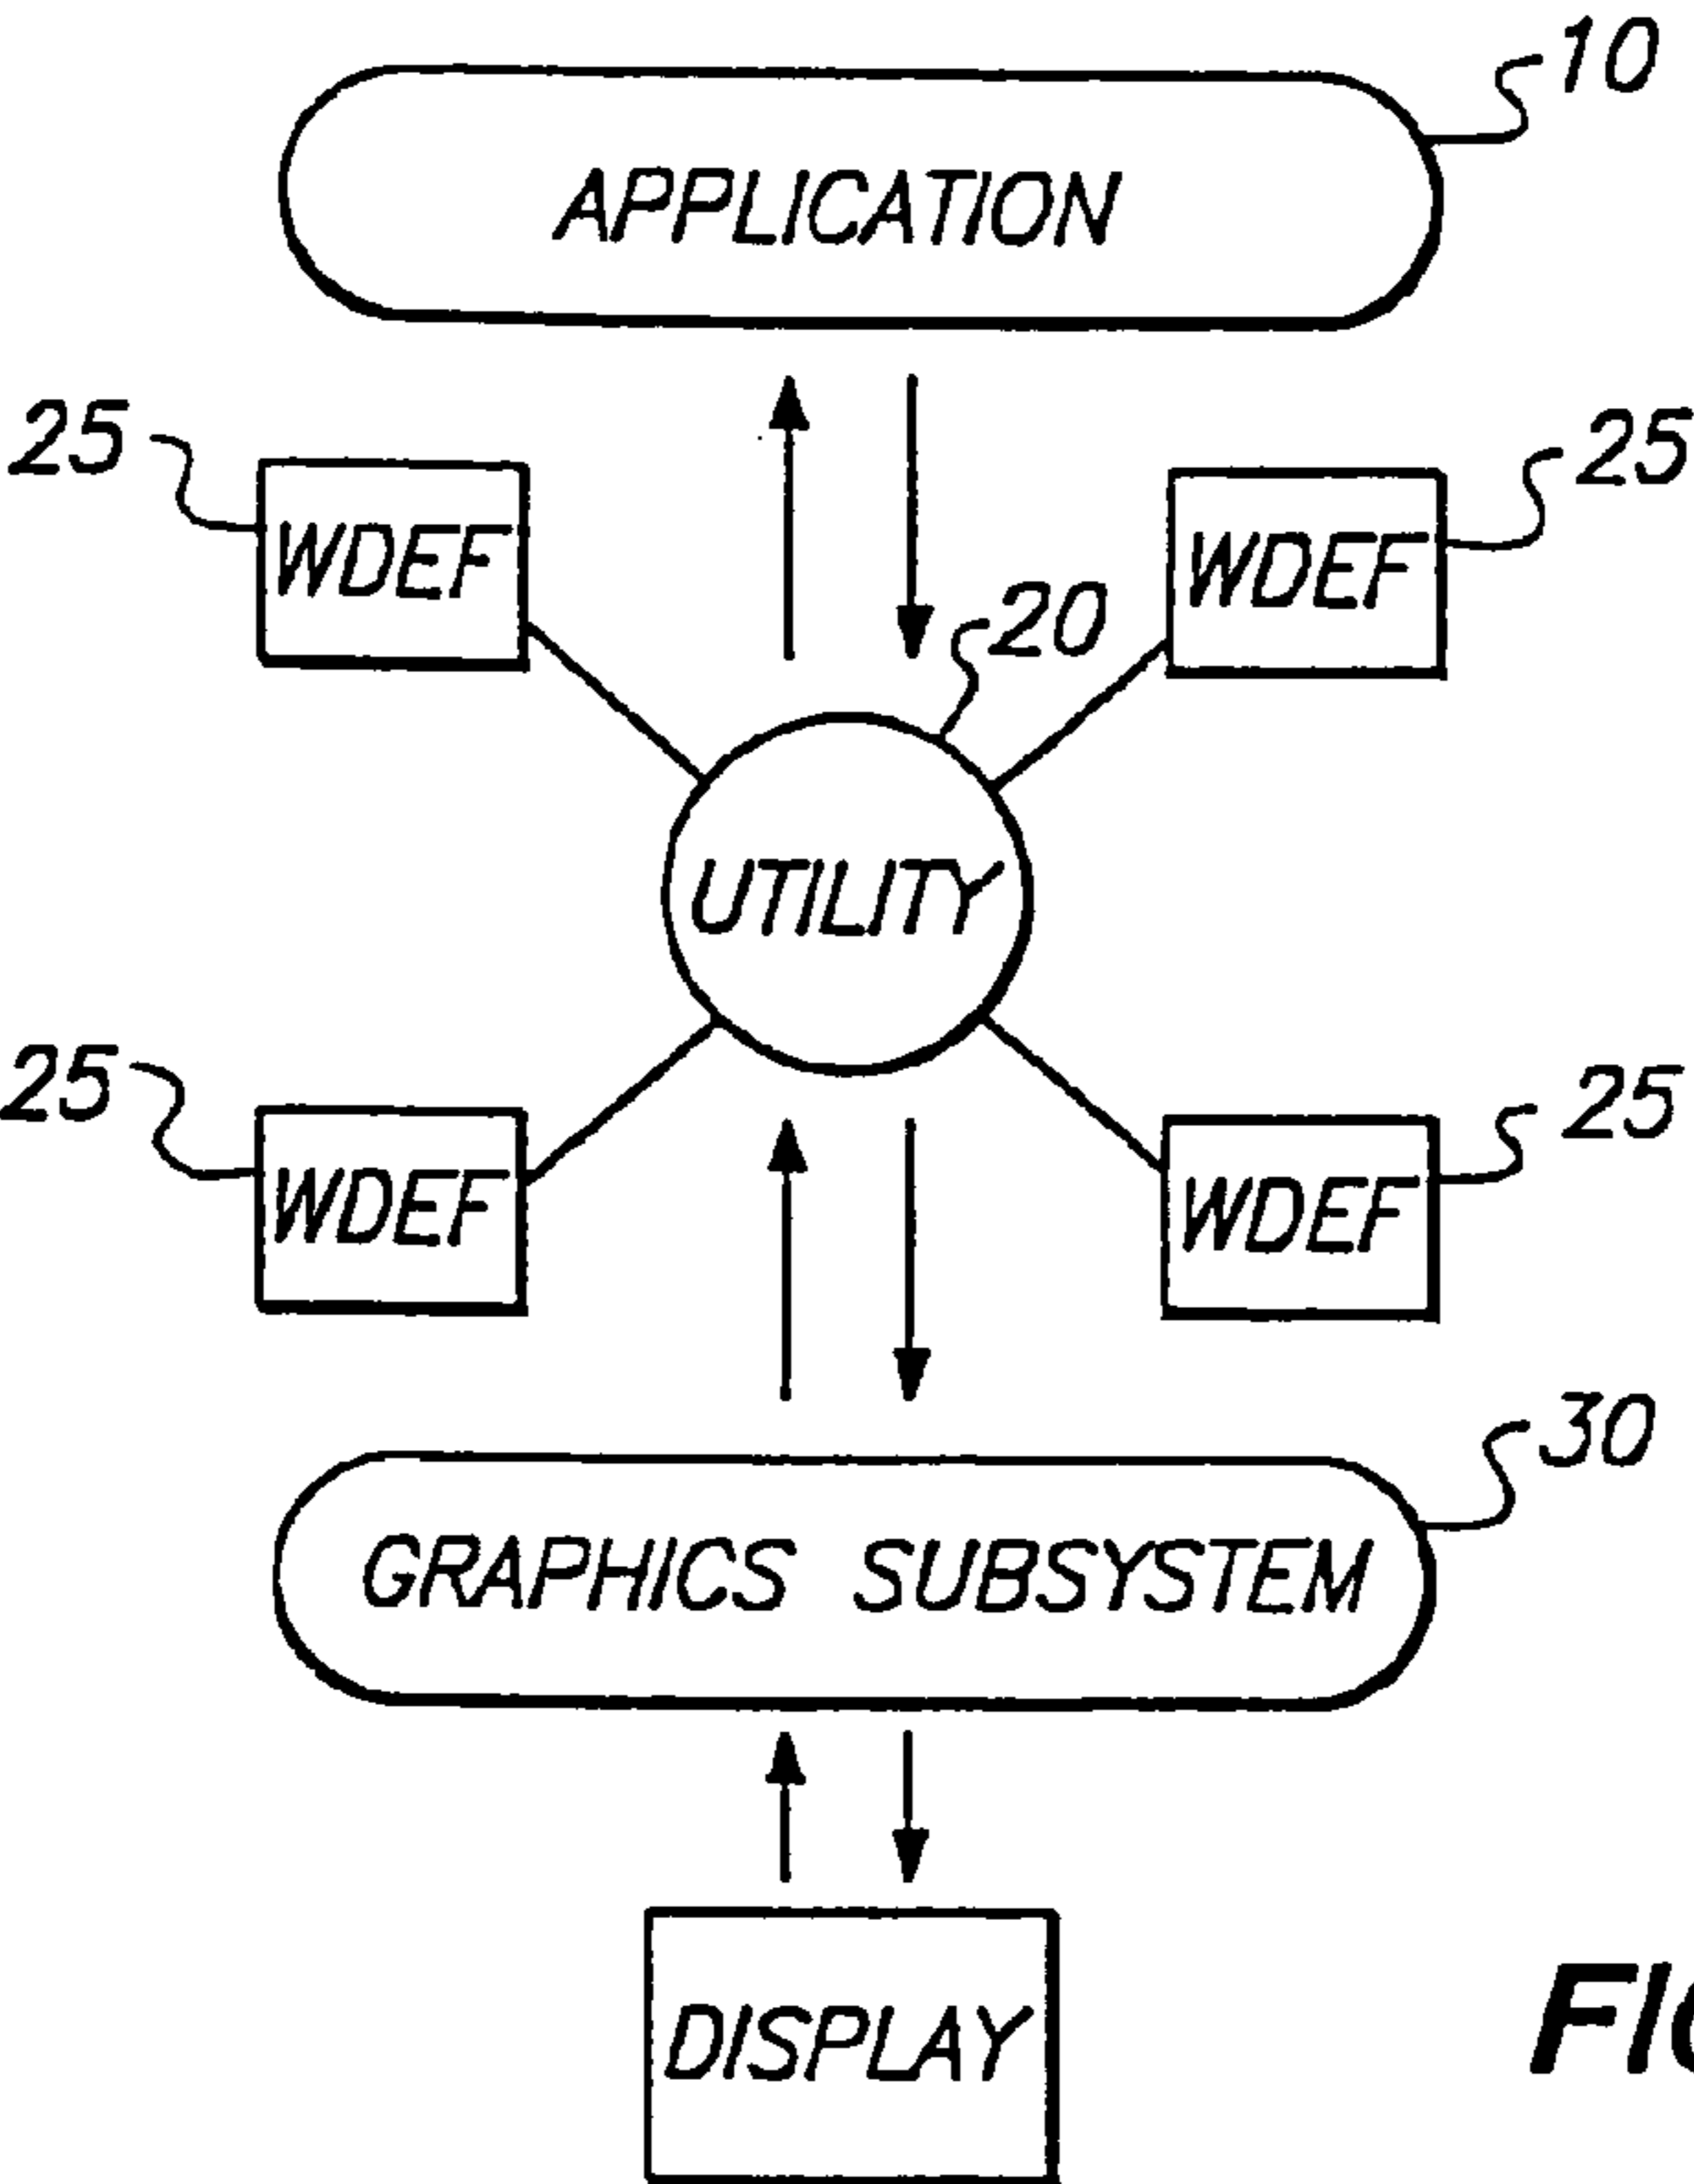 10
APPLICATION
25
25
WDEF
WDEF
20
UTILITY
25
25
WDEF
WDEF
30
GRAPHICS SUBSYSTEM
DISPLAY